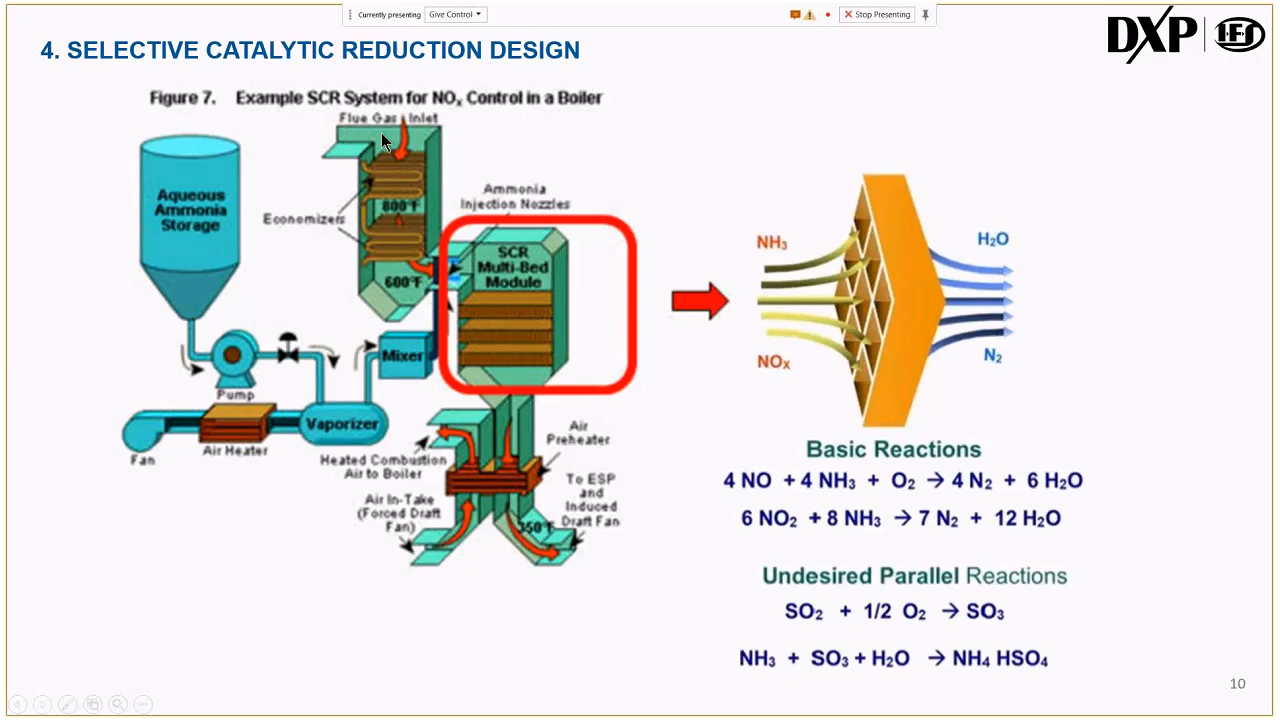 Currently presenting Give Control Stop Presenting
4. SELECTIVE CATALYTIC REDUCTION DESIGN
DXP IFS
Figure 7. Example SCR System for NOₓ Control in a Boiler
Flue Gas Inlet
Aqueous
Ammonia
Storage
Economizers
800°F
600°F
Ammonia
Injection Nozzles
SCR
Multi-Bed
Module
Pump
Mixer
Fan
Air Heater
Vaporizer
Heated Combustion
Air to Boiler
Air
Preheater
Air In-Take
(Forced Draft
Fan)
To ESP
and
Induced
Draft Fan
350°F
NH₃
NOₓ
H₂O
N₂
Basic Reactions
4 NO + 4 NH₃ + O₂ → 4 N₂ + 6 H₂O
6 NO₂ + 8 NH₃ → 7 N₂ + 12 H₂O
Undesired Parallel Reactions
SO₂ + 1/2 O₂ → SO₃
NH₃ + SO₃ + H₂O → NH₄ HSO₄
10